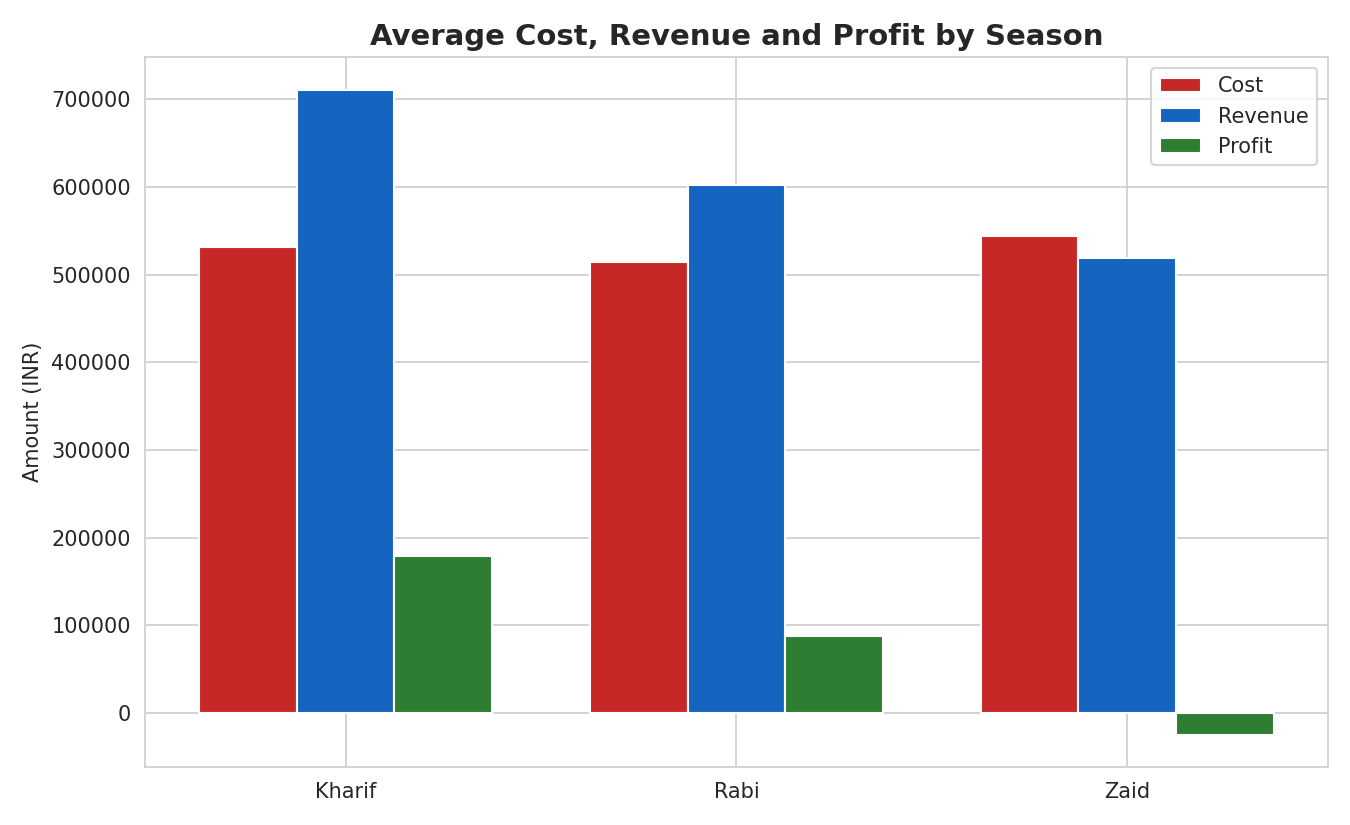 Average Cost, Revenue and Profit by Season
Cost
Revenue
Profit
Amount (INR)
700000
600000
500000
400000
300000
200000
100000
0
Kharif
Rabi
Zaid